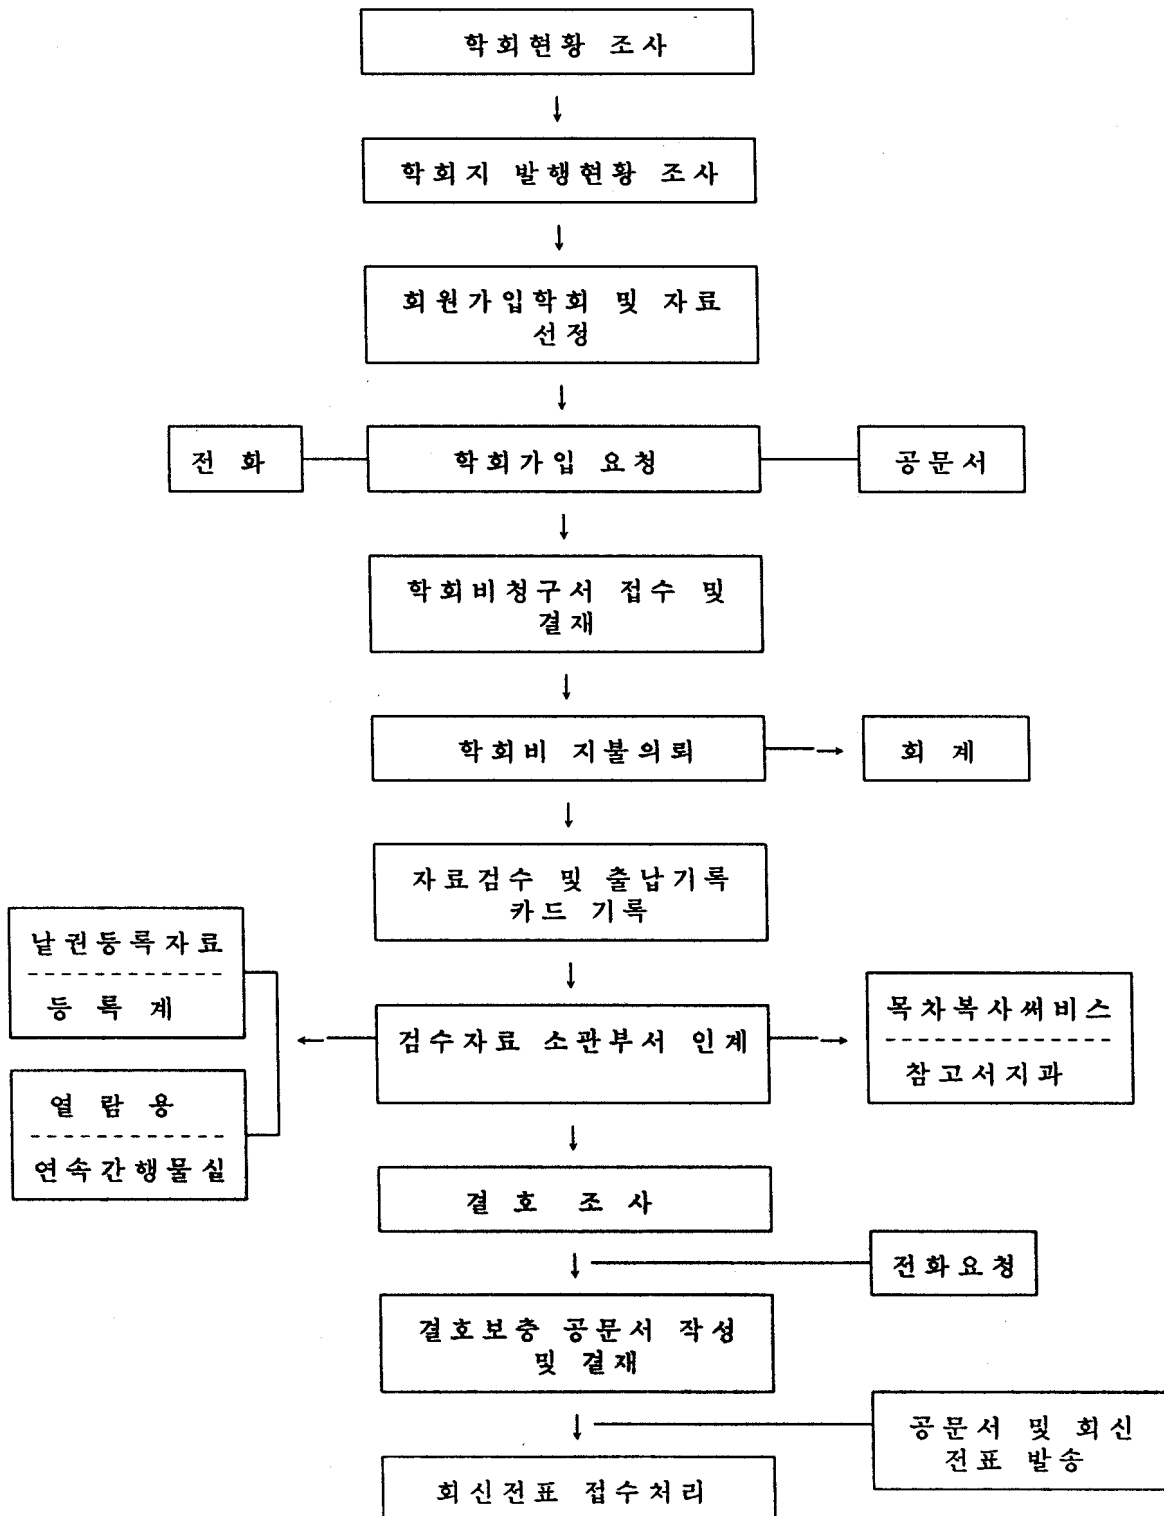 학회현황 조사
학회지 발행현황 조사
회원가입학회 및 자료
선정
전 화
학회가입 요청
공문서
학회비청구서 접수 및
결재
학회비 지불의뢰
회 계
자료검수 및 출납기록
카드 기록
낱권등록자료
등 록 계
검수자료 소관부서 인계
목차복사써비스
참고서지과
열 람 용
연속간행물실
결 호 조 사
전화요청
결호보충 공문서 작성
및 결재
공문서 및 회신
전표 발송
회신전표 접수처리